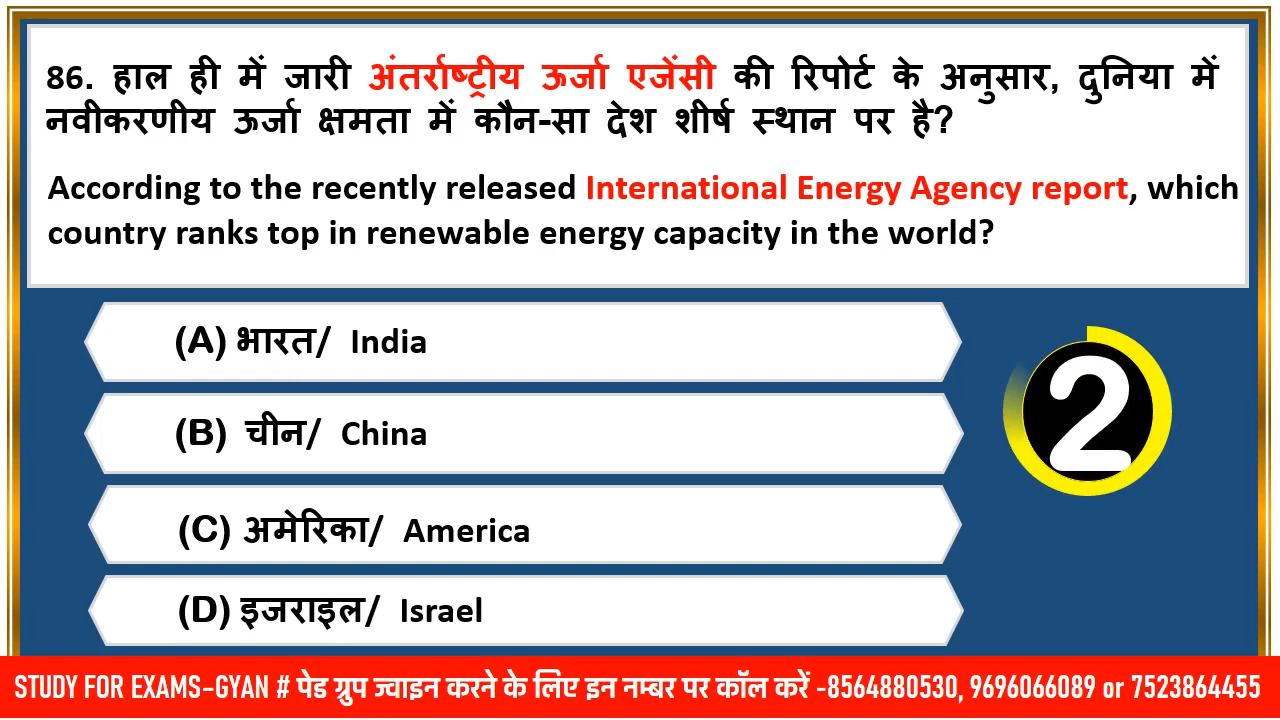 86. हाल ही में जारी अंतर्राष्ट्रीय ऊर्जा एजेंसी की रिपोर्ट के अनुसार, दुनिया में
नवीकरणीय ऊर्जा क्षमता में कौन-सा देश शीर्ष स्थान पर है?
According to the recently released International Energy Agency report, which
country ranks top in renewable energy capacity in the world?
(A) भारत/ India
(B) चीन/ China
2
(C) अमेरिका/ America
(D) इजराइल/ Israel
STUDY FOR EXAMS-GYAN # पेड ग्रुप ज्वाइन करने के लिए इन नम्बर पर कॉल करें -8564880530, 9696066089 or 7523864455